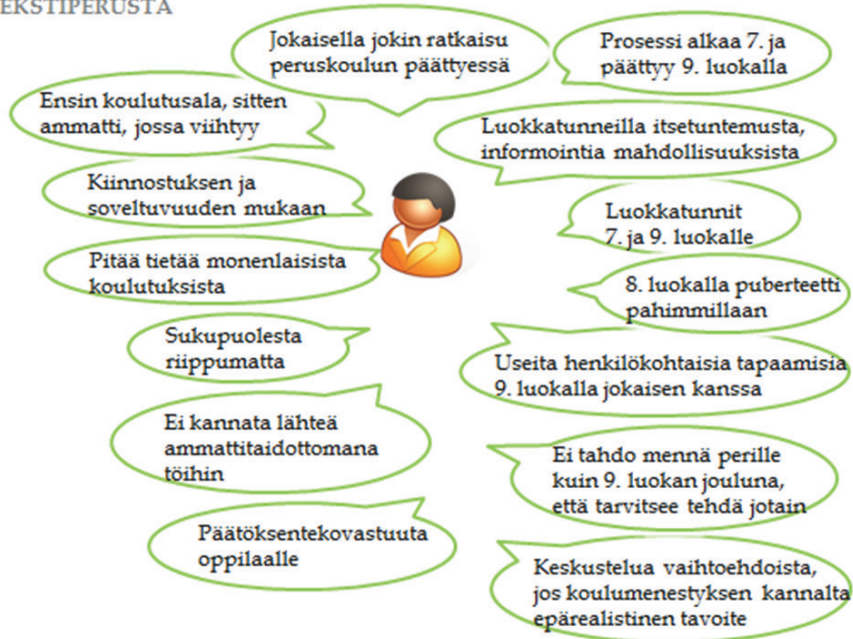 TEKSTIPERUSTA
Jokaisella jokin ratkaisu
peruskoulun päättyessä
Prosessi alkaa 7. ja
päättyy 9. luokalla
Ensin koulutusala, sitten
ammatti, jossa viihtyy
Luokkatunneilla itsetuntemusta,
informointia mahdollisuuksista
Kiinnostuksen ja
soveltuvuuden mukaan
Luokkatunnit
7. ja 9. luokalle
Pitää tietää monenlaisista
koulutuksista
8. luokalla puberteetti
pahimmillaan
Sukupuolesta
riippumatta
Useita henkilökohtaisia tapaamisia
9. luokalla jokaisen kanssa
Ei kannata lähteä
ammattitaidottomana
töihin
Ei tahdo mennä perille
kuin 9. luokan jouluna,
että tarvitsee tehdä jotain
Päätöksentekovastuuta
oppilaalle
Keskustelua vaihtoehdoista,
jos koulumenestyksen kannalta
epärealistinen tavoite